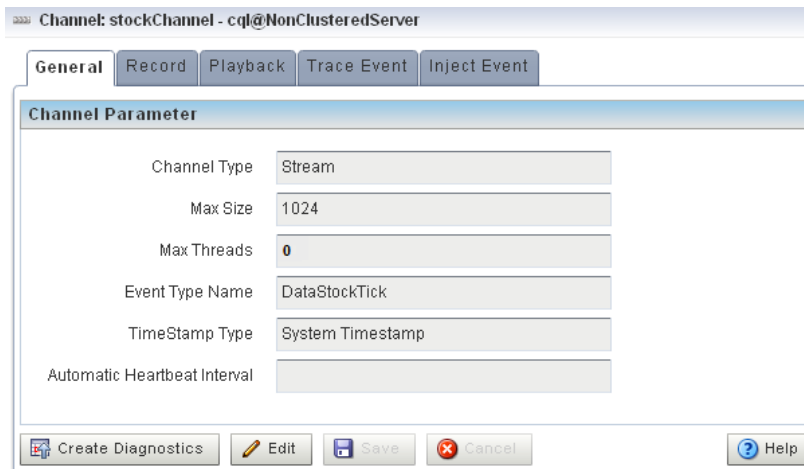 Channel: stockChannel - cql@NonClusteredServer
General Record Playback Trace Event Inject Event
Channel Parameter
Channel Type Stream
Max Size 1024
Max Threads 0
Event Type Name DataStockTick
TimeStamp Type System Timestamp
Automatic Heartbeat Interval
Create Diagnostics Edit Save Cancel Help